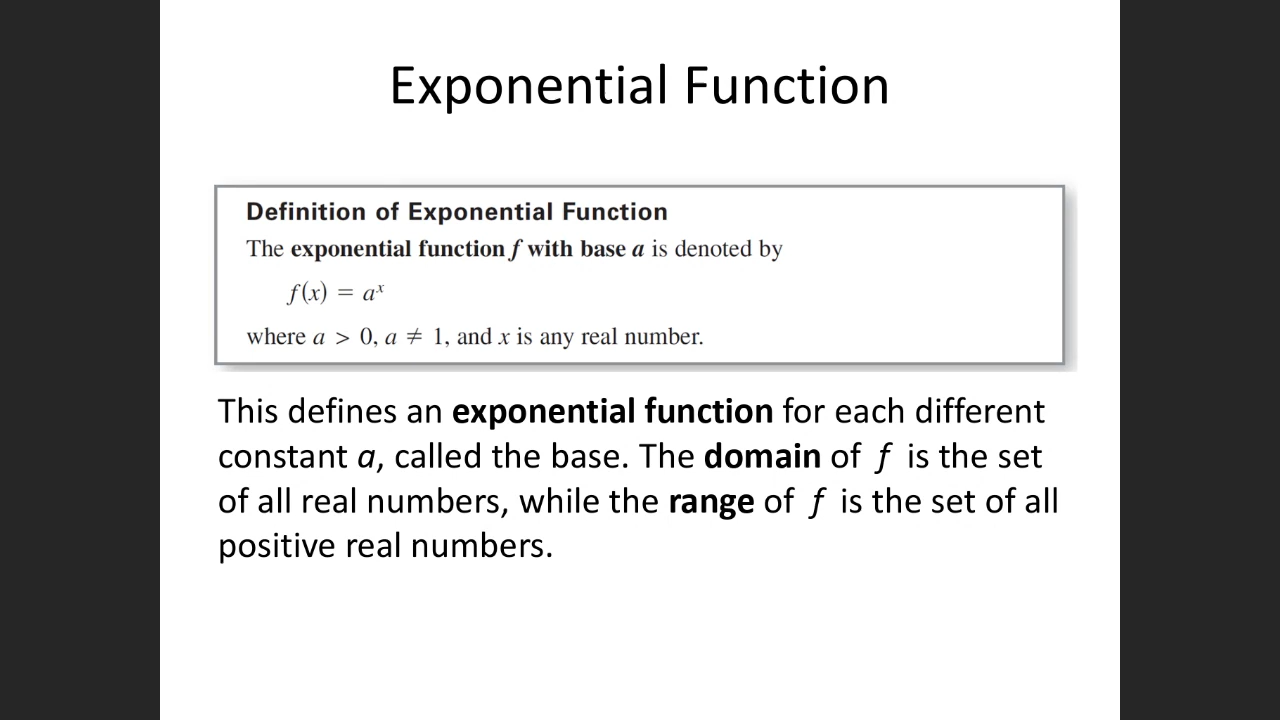 Exponential Function
Definition of Exponential Function
The exponential function f with base a is denoted by
f(x) = aˣ
where a > 0, a ≠ 1, and x is any real number.
This defines an exponential function for each different
constant a, called the base. The domain of f is the set
of all real numbers, while the range of f is the set of all
positive real numbers.